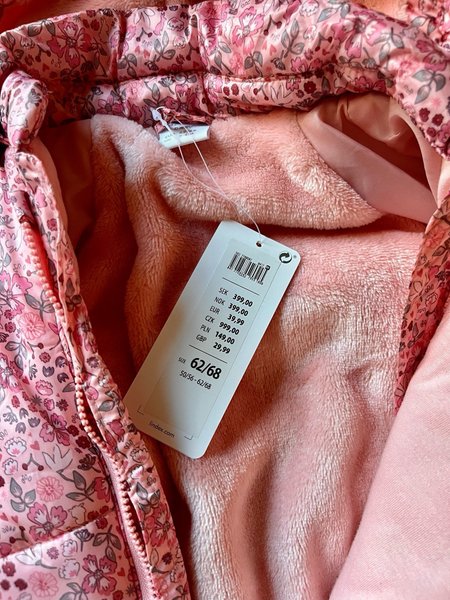 SEK 399,00
NOK 399,00
EUR 39,99
CZK 999,00
PLN 149,00
GBP 29,99
62/68
50/56 - 62/68
lindex.com